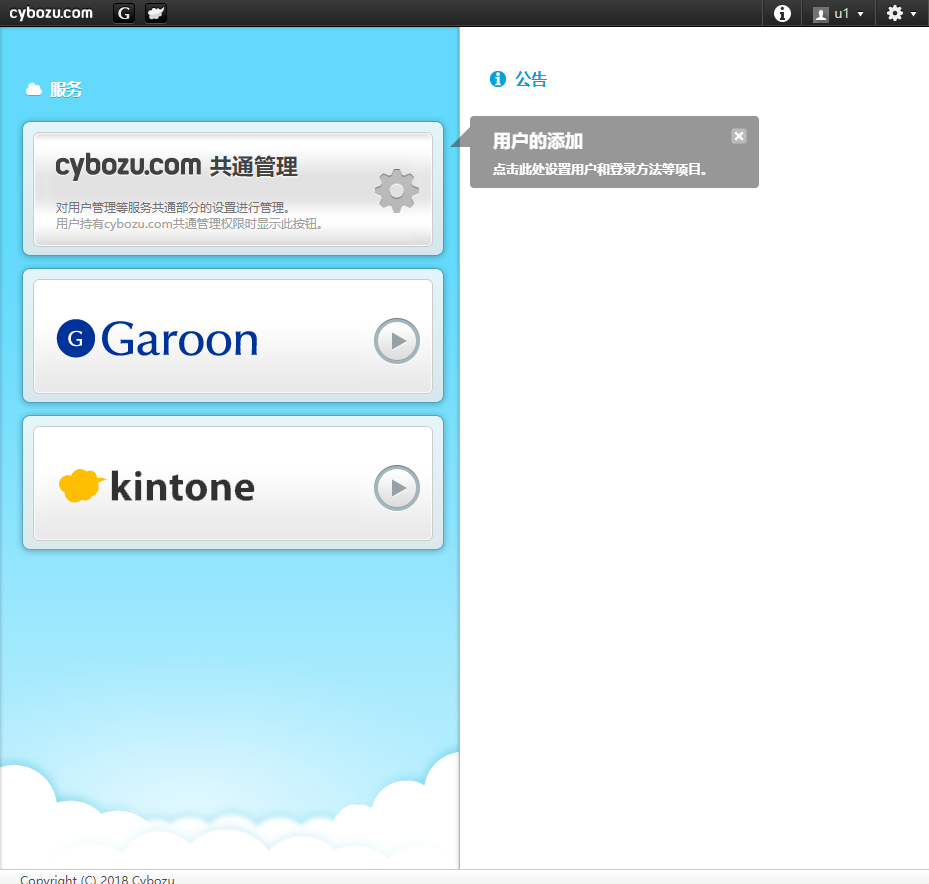 cybozu.com G
u1
服务
公告
cybozu.com 共通管理
对用户管理等服务共通部分的设置进行管理。
用户持有cybozu.com共通管理权限时显示此按钮。
用户的添加
点击此处设置用户和登录方法等项目。
G Garoon
kintone
Copyright (C) 2018 Cybozu